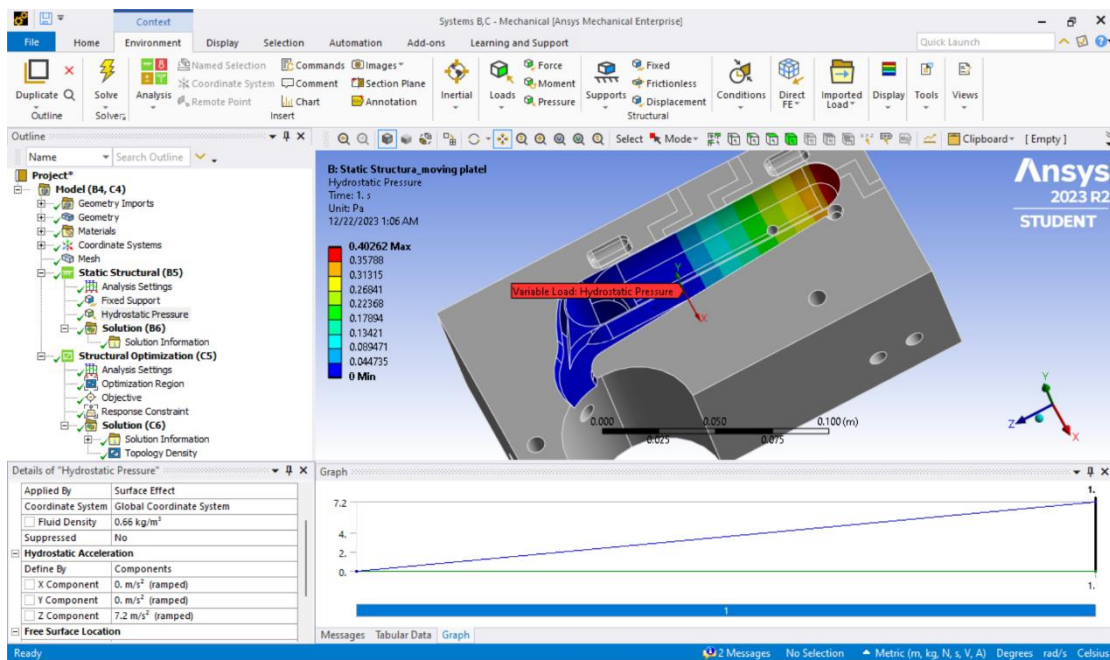 Context
Systems B,C - Mechanical [Ansys Mechanical Enterprise]
File Home Environment Display Selection Automation Add-ons Learning and Support
Quick Launch
Duplicate
Outline
Solve
Solvers
Analysis
Named Selection
Coordinate System
Remote Point
Commands
Comment
Chart
Images
Section Plane
Annotation
Insert
Inertial
Loads
Force
Moment
Pressure
Supports
Fixed
Frictionless
Displacement
Structural
Conditions
Direct FE
Imported Load
Display
Tools
Views
Outline
Name Search Outline
Select Mode Clipboard [Empty]
Project*
Model (B4, C4)
Geometry Imports
Geometry
Materials
Coordinate Systems
Mesh
Static Structural (B5)
Analysis Settings
Fixed Support
Hydrostatic Pressure
Solution (B6)
Solution Information
Structural Optimization (C5)
Analysis Settings
Optimization Region
Objective
Response Constraint
Solution (C6)
Solution Information
Topology Density
B: Static Structura_moving platel
Hydrostatic Pressure
Time: 1. s
Unit: Pa
12/22/2023 1:06 AM
0.40262 Max
0.35788
0.31315
0.26841
0.22368
0.17894
0.13421
0.089471
0.044735
0 Min
Variable Load: Hydrostatic Pressure
Y
X
Ansys
2023 R2
STUDENT
0.000 0.050 0.100 (m)
0.025 0.075
Y
Z
X
Details of "Hydrostatic Pressure"
Applied By Surface Effect
Coordinate System Global Coordinate System
Fluid Density 0.66 kg/m³
Suppressed No
Hydrostatic Acceleration
Define By Components
X Component 0. m/s² (ramped)
Y Component 0. m/s² (ramped)
Z Component 7.2 m/s² (ramped)
Free Surface Location
Graph
1.
7.2
4.
2.
0.
1.
1
Messages Tabular Data Graph
Ready 2 Messages No Selection Metric (m, kg, N, s, V, A) Degrees rad/s Celsius